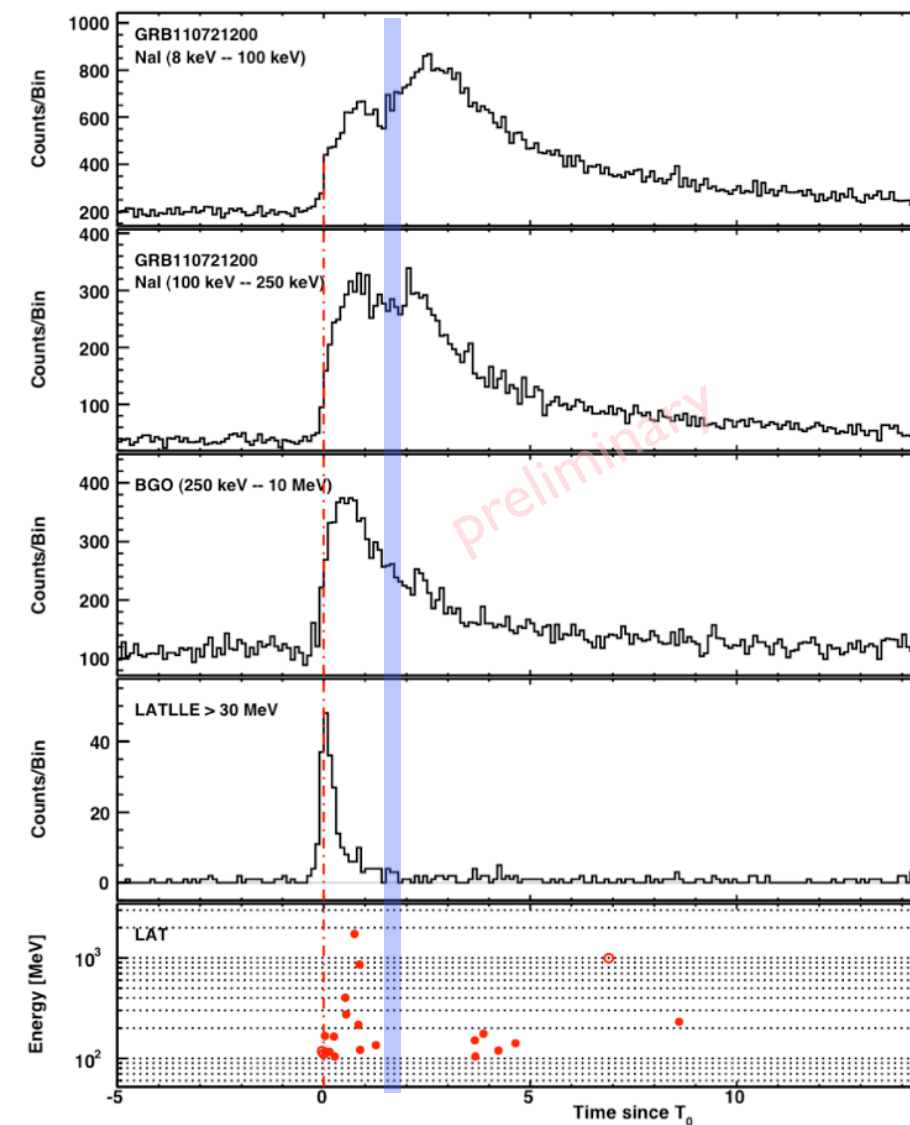 1000
GRB110721200
NaI (8 keV -- 100 keV)
800
600
400
200
Counts/Bin
400
GRB110721200
NaI (100 keV -- 250 keV)
300
200
100
Counts/Bin
preliminary
400
BGO (250 keV -- 10 MeV)
300
200
100
Counts/Bin
LATLLE > 30 MeV
40
20
0
Counts/Bin
LAT
10³
10²
Energy [MeV]
-5 0 5 10
Time since T₀